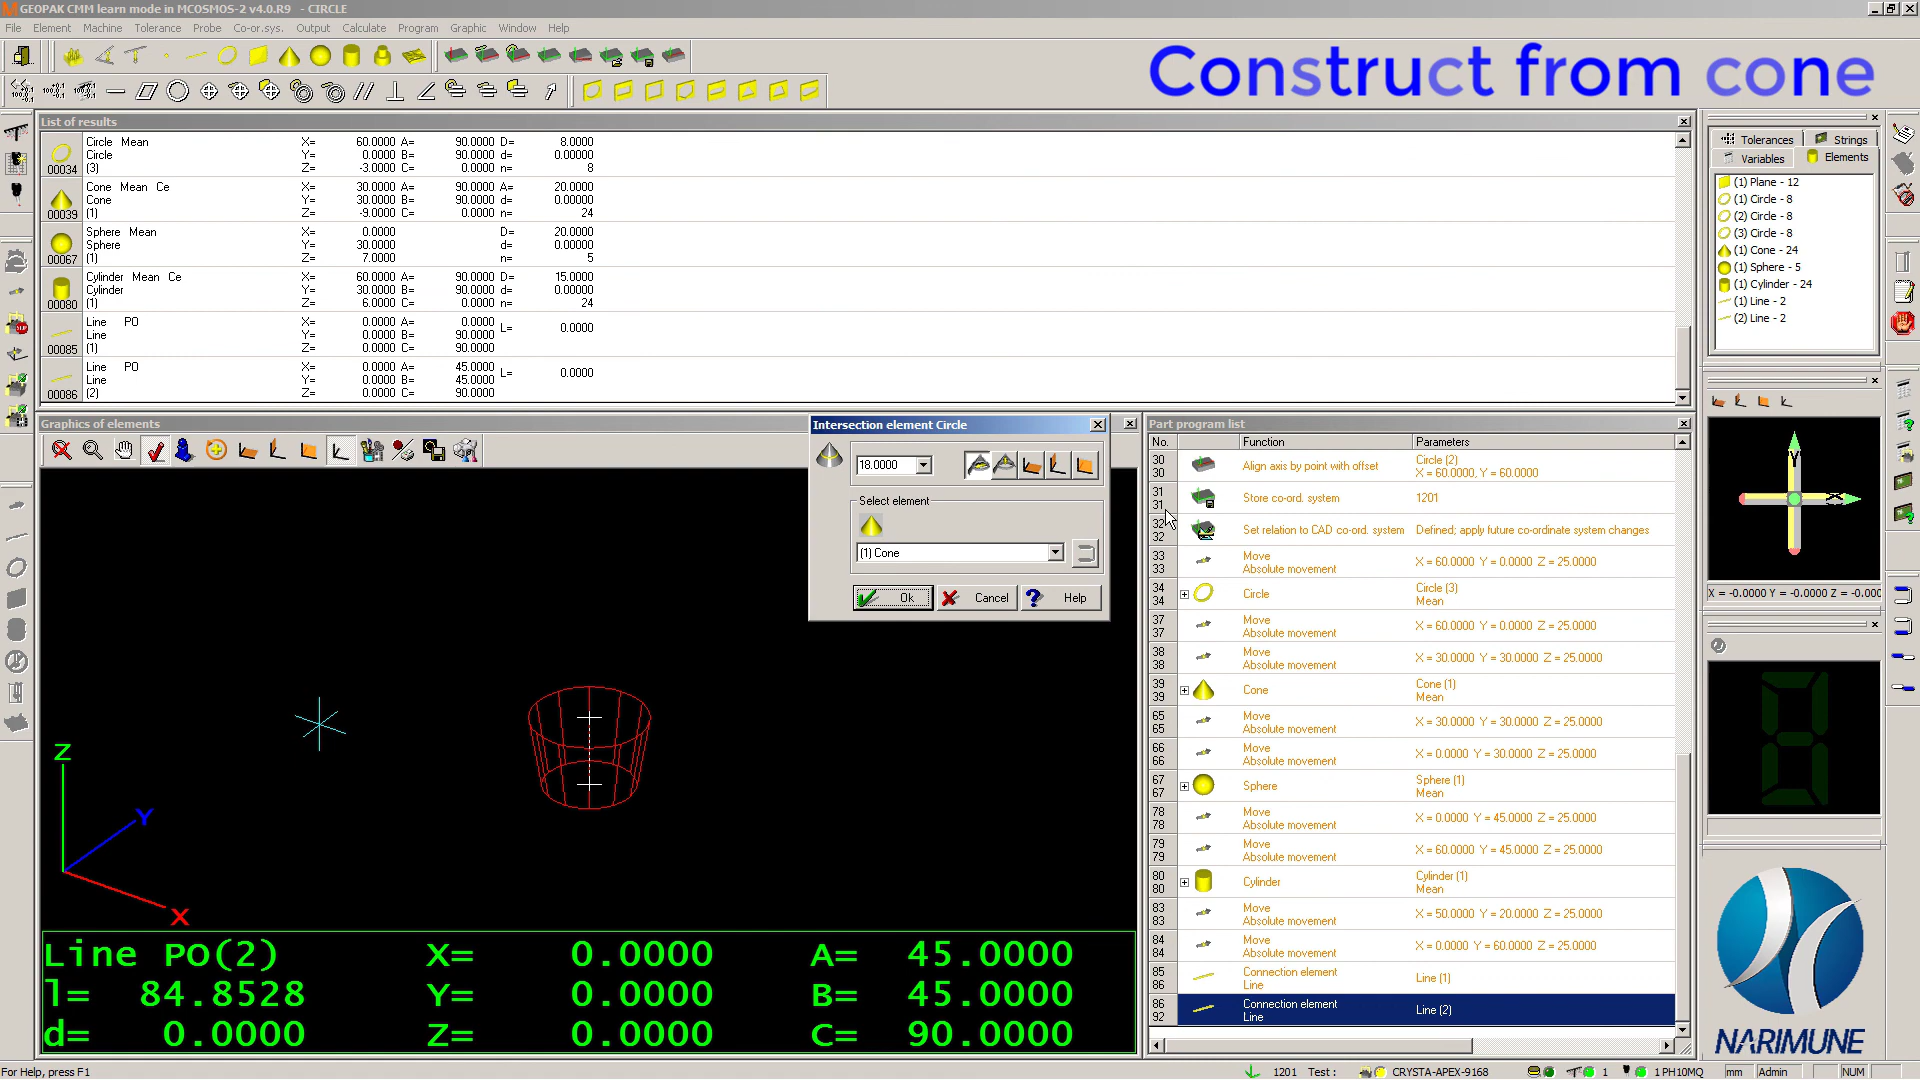 GEOPAK CMM learn mode in MCOSMOS-2 v4.0.R9 - CIRCLE
File Element Machine Tolerance Probe Co-or.sys. Output Calculate Program Graphic Window Help
Construct from cone
List of results
00034 Circle Mean X= 60.0000 A= 90.0000 D= 8.0000
Circle Y= 0.0000 B= 90.0000 d= 0.00000
(3) Z= -3.0000 C= 0.0000 n= 8
00039 Cone Mean Ce X= 30.0000 A= 90.0000 A= 20.0000
Cone Y= 30.0000 B= 90.0000 d= 0.00000
(1) Z= -9.0000 C= 0.0000 n= 24
00067 Sphere Mean X= 0.0000 D= 20.0000
Sphere Y= 30.0000 d= 0.00000
(1) Z= 7.0000 n= 5
00080 Cylinder Mean Ce X= 60.0000 A= 90.0000 D= 15.0000
Cylinder Y= 30.0000 B= 90.0000 d= 0.00000
(1) Z= 6.0000 C= 0.0000 n= 24
00085 Line PO X= 0.0000 A= 0.0000 L= 0.0000
Line Y= 0.0000 B= 90.0000
(1) Z= 0.0000 C= 90.0000
00086 Line PO X= 0.0000 A= 45.0000 L= 0.0000
Line Y= 0.0000 B= 45.0000
(2) Z= 0.0000 C= 90.0000
Tolerances Strings
Variables Elements
(1) Plane - 12
(1) Circle - 8
(2) Circle - 8
(3) Circle - 8
(1) Cone - 24
(1) Sphere - 5
(1) Cylinder - 24
(1) Line - 2
(2) Line - 2
Graphics of elements
Z
Y
X
Intersection element Circle
18.0000
Select element
(1) Cone
Ok Cancel Help
Line PO(2) X= 0.0000 A= 45.0000
l= 84.8528 Y= 0.0000 B= 45.0000
d= 0.0000 Z= 0.0000 C= 90.0000
Part program list
No. Function Parameters
30 30 Align axis by point with offset Circle (2)
X = 60.0000, Y = 60.0000
31 31 Store co-ord. system 1201
32 32 Set relation to CAD co-ord. system Defined; apply future co-ordinate system changes
33 33 Move
Absolute movement X = 60.0000 Y = 0.0000 Z = 25.0000
34 34 Circle Circle (3)
Mean
37 37 Move
Absolute movement X = 60.0000 Y = 0.0000 Z = 25.0000
38 38 Move
Absolute movement X = 30.0000 Y = 30.0000 Z = 25.0000
39 39 Cone Cone (1)
Mean
65 65 Move
Absolute movement X = 30.0000 Y = 30.0000 Z = 25.0000
66 66 Move
Absolute movement X = 0.0000 Y = 30.0000 Z = 25.0000
67 67 Sphere Sphere (1)
Mean
78 78 Move
Absolute movement X = 0.0000 Y = 45.0000 Z = 25.0000
79 79 Move
Absolute movement X = 60.0000 Y = 45.0000 Z = 25.0000
80 80 Cylinder Cylinder (1)
Mean
83 83 Move
Absolute movement X = 50.0000 Y = 20.0000 Z = 25.0000
84 84 Move
Absolute movement X = 0.0000 Y = 60.0000 Z = 25.0000
85 86 Connection element
Line Line (1)
86 92 Connection element
Line Line (2)
Y
X
X = -0.0000 Y = -0.0000 Z = -0.000
NARIMUNE
For Help, press F1
1201 Test : CRYSTA-APEX-9168 1 1 PH10MQ mm Admin NUM